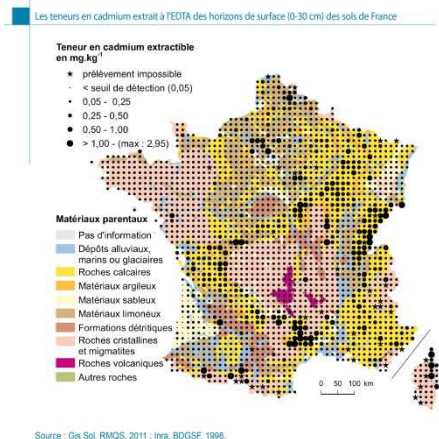 Les teneurs en cadmium extrait à l'EDTA des horizons de surface (0-30 cm) des sols de France
Teneur en cadmium extractible
en mg.kg-1
prélèvement impossible
< seuil de détection (0,05)
0,05 - 0,25
0,25 - 0,50
0,50 - 1,00
> 1,00 - (max : 2,95)
Matériaux parentaux
Pas d'information
Dépôts alluviaux,
marins ou glaciaires
Roches calcaires
Matériaux argileux
Matériaux sableux
Matériaux limoneux
Formations détritiques
Roches cristallines
et migmatites
Roches volcaniques
Autres roches
0 50 100 km
Source : Gis Sol, RMQS, 2011 ; Inra, BDGSF, 1998.